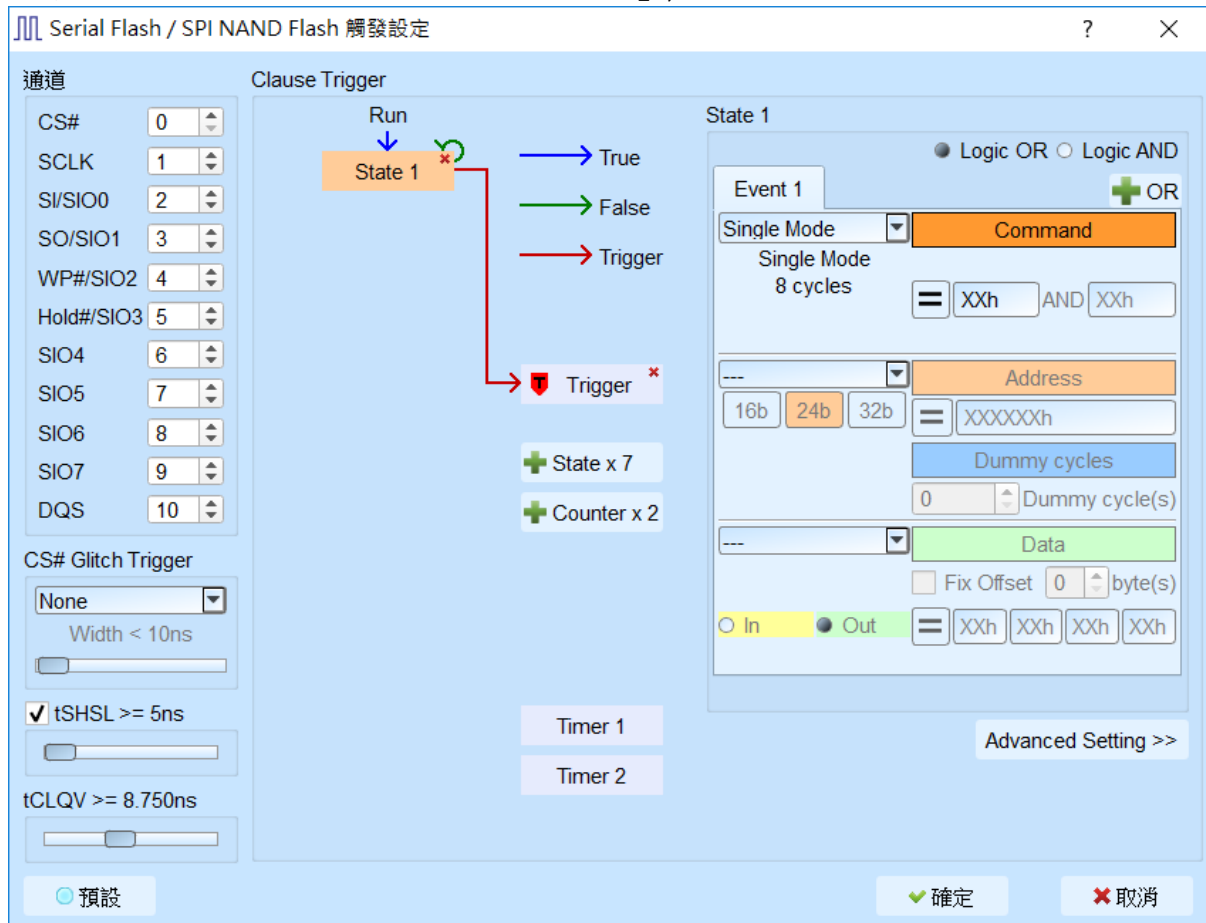 Serial Flash / SPI NAND Flash 觸發設定
?
通道
CS# 0
SCLK 1
SI/SIO0 2
SO/SIO1 3
WP#/SIO2 4
Hold#/SIO3 5
SIO4 6
SIO5 7
SIO6 8
SIO7 9
DQS 10
CS# Glitch Trigger
None
Width < 10ns
tSHSL >= 5ns
tCLQV >= 8.750ns
Clause Trigger
Run
State 1
True
False
Trigger
T Trigger
State x 7
Counter x 2
Timer 1
Timer 2
State 1
Logic OR Logic AND
Event 1
OR
Single Mode Command
Single Mode
8 cycles
= XXh AND XXh
--- Address
16b 24b 32b = XXXXXXh
Dummy cycles
0 Dummy cycle(s)
--- Data
Fix Offset 0 byte(s)
In Out = XXh XXh XXh XXh
Advanced Setting >>
預設
確定
取消